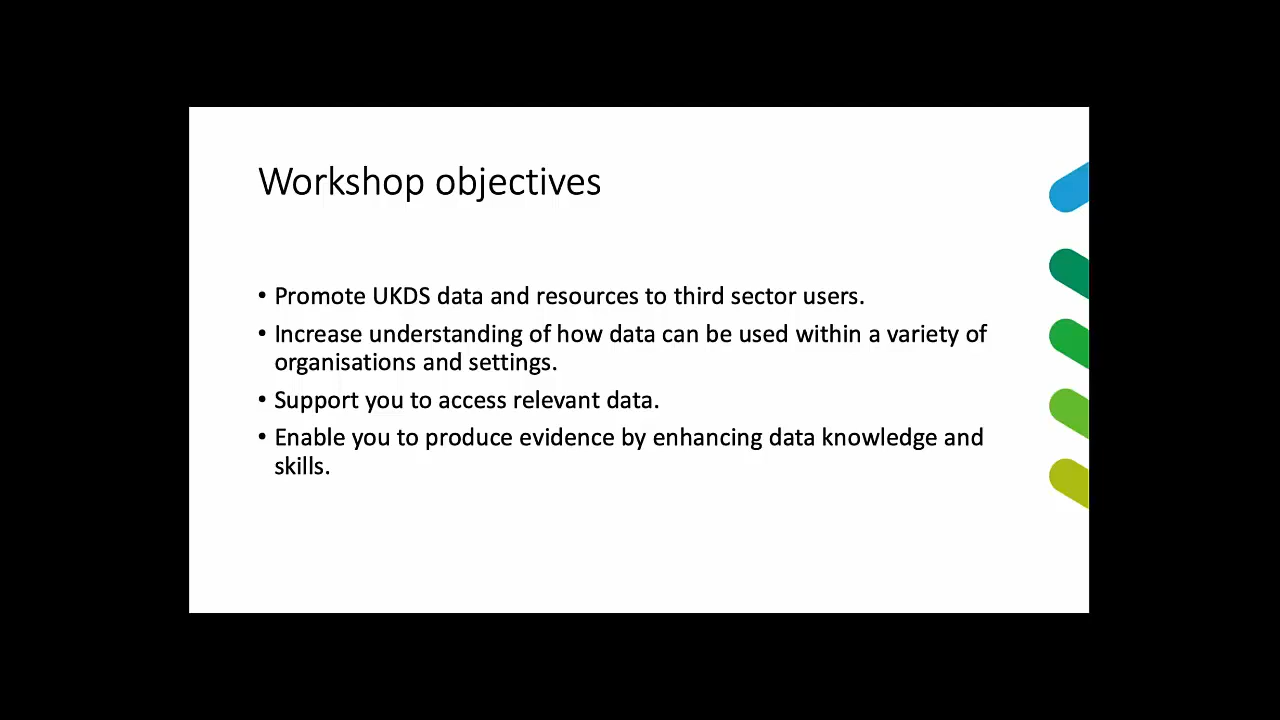 Workshop objectives
• Promote UKDS data and resources to third sector users.
• Increase understanding of how data can be used within a variety of
organisations and settings.
• Support you to access relevant data.
• Enable you to produce evidence by enhancing data knowledge and
skills.